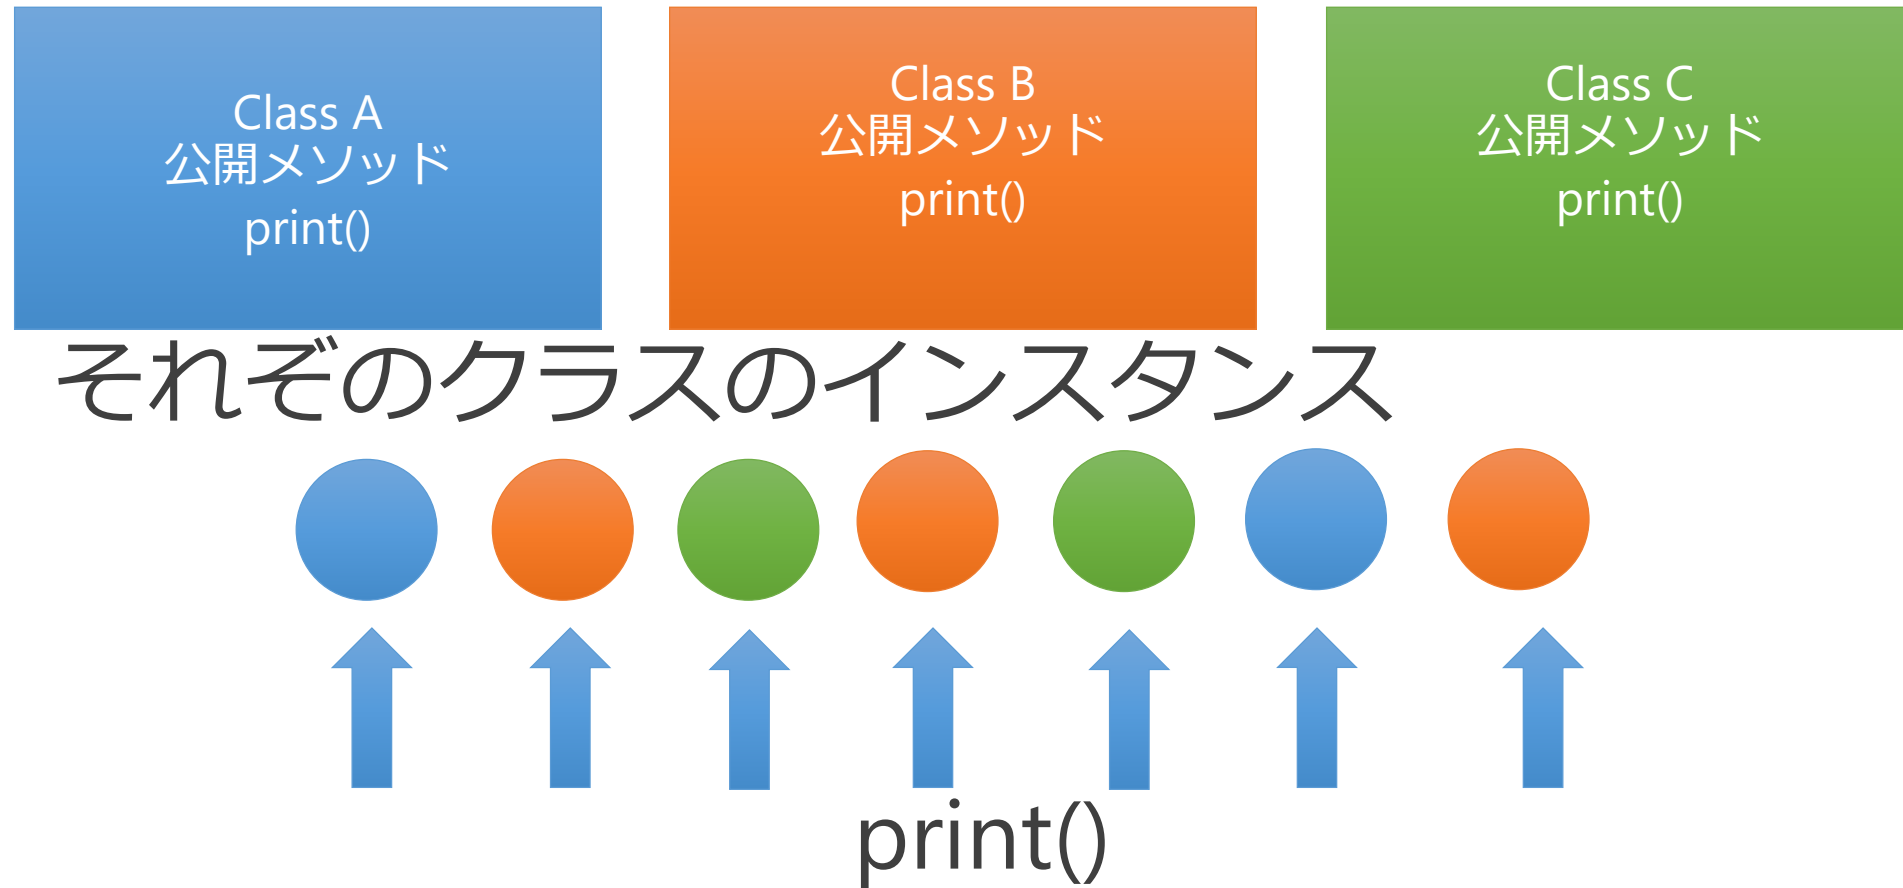 Class A
公開メソッド
print()
Class B
公開メソッド
print()
Class C
公開メソッド
print()
それぞのクラスのインスタンス
print()